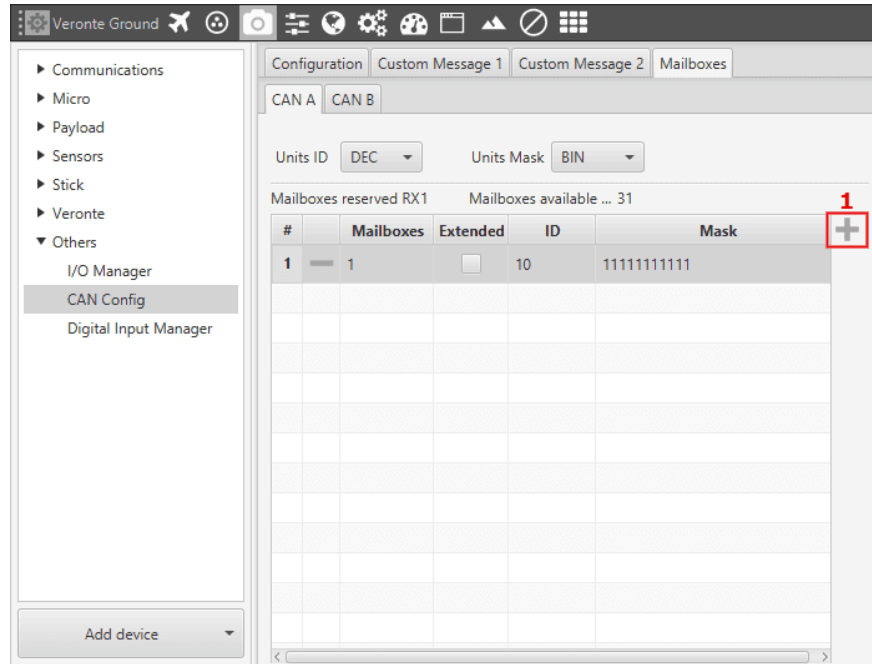 Veronte Ground
Communications
Micro
Payload
Sensors
Stick
Veronte
Others
I/O Manager
CAN Config
Digital Input Manager
Add device
Configuration Custom Message 1 Custom Message 2 Mailboxes
CAN A CAN B
Units ID DEC Units Mask BIN
Mailboxes reserved RX1 Mailboxes available ... 31
1
# Mailboxes Extended ID Mask
1 1 10 11111111111